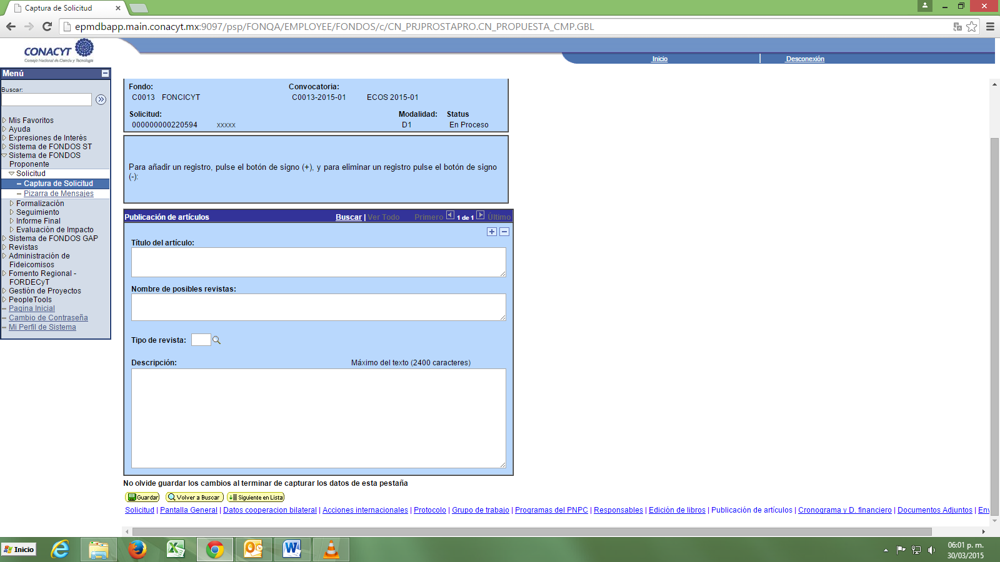 Captura de Solicitud
epmdbapp.main.conacyt.mx:9097/psp/FONQA/EMPLOYEE/FONDOS/c/CN_PRJPROSTAPRO.CN_PROPUESTA_CMP.GBL
CONACYT
Consejo Nacional de Ciencia y Tecnología
Inicio
Desconexión
Menú
Buscar:
Mis Favoritos
Ayuda
Expresiones de Interés
Sistema de FONDOS ST
Sistema de FONDOS
Proponente
Solicitud
Captura de Solicitud
Pizarra de Mensajes
Formalización
Seguimiento
Informe Final
Evaluación de Impacto
Sistema de FONDOS GAP
Revistas
Administración de
Fideicomisos
Fomento Regional -
FORDECyT
Gestión de Proyectos
PeopleTools
Pagina Inicial
Cambio de Contraseña
Mi Perfil de Sistema
Fondo: Convocatoria:
C0013 FONCICYT C0013-2015-01 ECOS 2015-01
Solicitud: Modalidad: Status
000000000220594 xxxxx D1 En Proceso
Para añadir un registro, pulse el botón de signo (+), y para eliminar un registro pulse el botón de signo
(-):
Publicación de artículos Buscar | Ver Todo Primero 1 de 1 Último
Título del artículo:
Nombre de posibles revistas:
Tipo de revista:
Descripción: Máximo del texto (2400 caracteres)
No olvide guardar los cambios al terminar de capturar los datos de esta pestaña
Guardar Volver a Buscar Siguiente en Lista
Solicitud | Pantalla General | Datos cooperacion bilateral | Acciones internacionales | Protocolo | Grupo de trabajo | Programas del PNPC | Responsables | Edición de libros | Publicación de artículos | Cronograma y D. financiero | Documentos Adjuntos | Env
Inicio
06:01 p. m.
30/03/2015